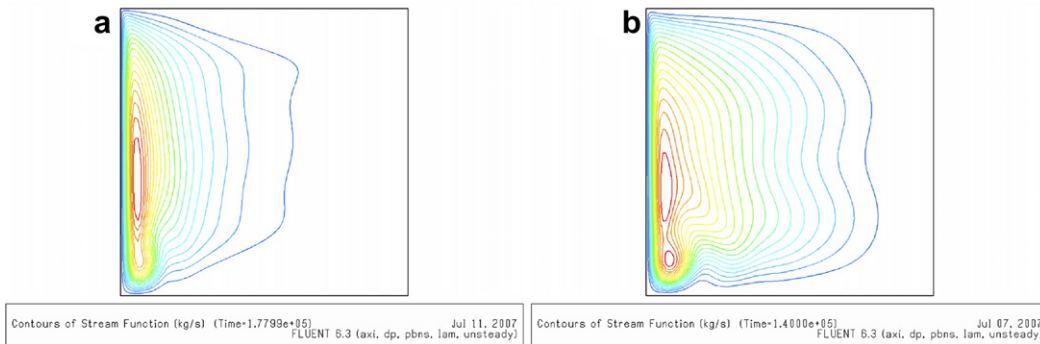 a
b
Contours of Stream Function (kg/s) (Time=1.7799e+05) Jul 11, 2007
FLUENT 6.3 (axi, dp, pbns, lam, unsteady)
Contours of Stream Function (kg/s) (Time=1.4000e+05) Jul 07, 2007
FLUENT 6.3 (axi, dp, pbns, lam, unsteady)